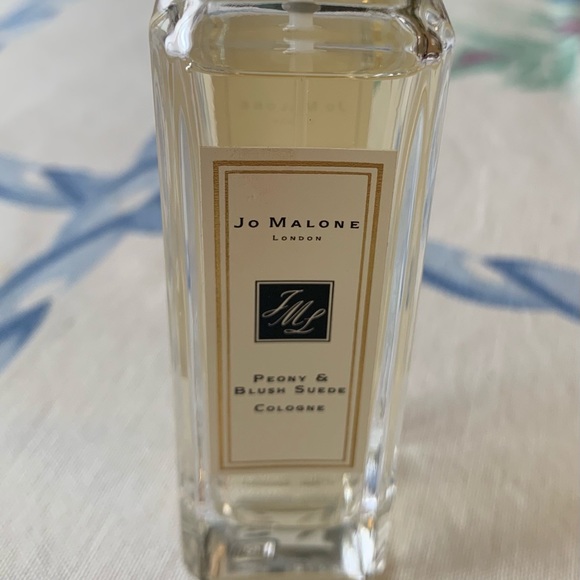 Jo Malone
London
JML
Peony &
Blush Suede
Cologne